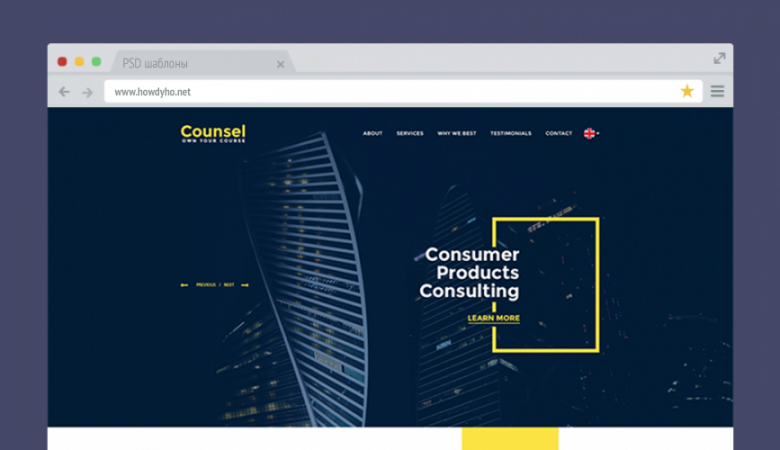 PSD шаблоны
www.howdyho.net
Counsel
OWN YOUR COURSE
ABOUT SERVICES WHY WE BEST TESTIMONIALS CONTACT
Consumer
Products
Consulting
PREVIOUS / NEXT
LEARN MORE